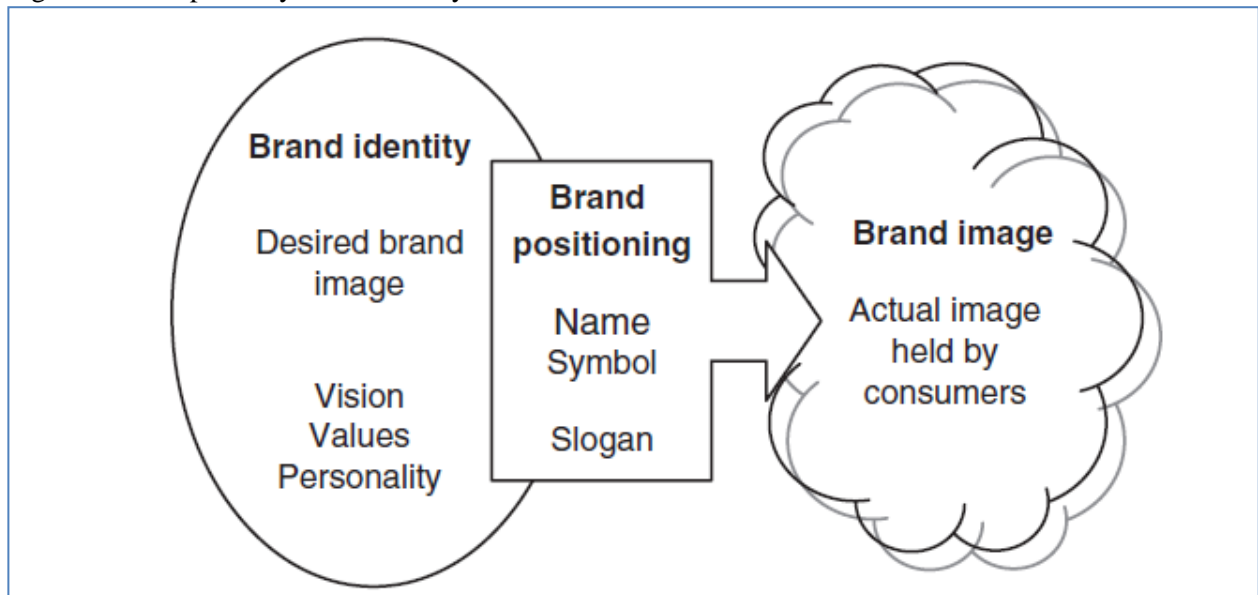 Brand identity
Desired brand
image
Vision
Values
Personality
Brand
positioning
Name
Symbol
Slogan
Brand image
Actual image
held by
consumers